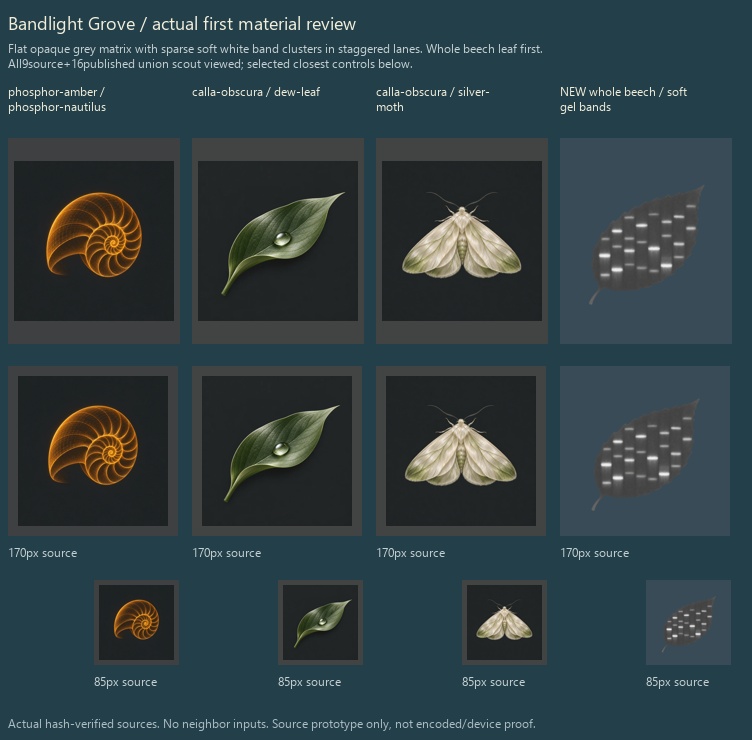 Bandlight Grove / actual first material review
Flat opaque grey matrix with sparse soft white band clusters in staggered lanes. Whole beech leaf first.
All9source+16published union scout viewed; selected closest controls below.
phosphor-amber /
phosphor-nautilus
calla-obscura / dew-leaf
calla-obscura / silver-
moth
NEW whole beech / soft
gel bands
170px source
170px source
170px source
170px source
85px source
85px source
85px source
85px source
Actual hash-verified sources. No neighbor inputs. Source prototype only, not encoded/device proof.